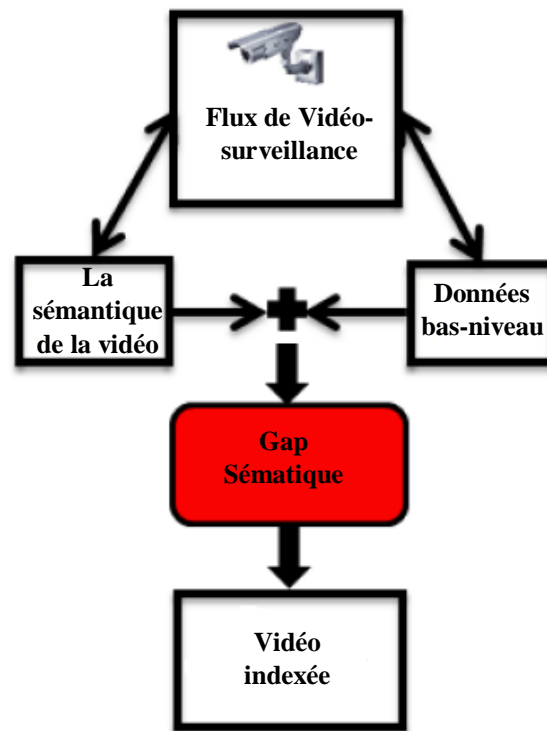 Flux de Vidéo-
surveillance
La
sémantique
de la vidéo
Données
bas-niveau
Gap
Sématique
Vidéo
indexée